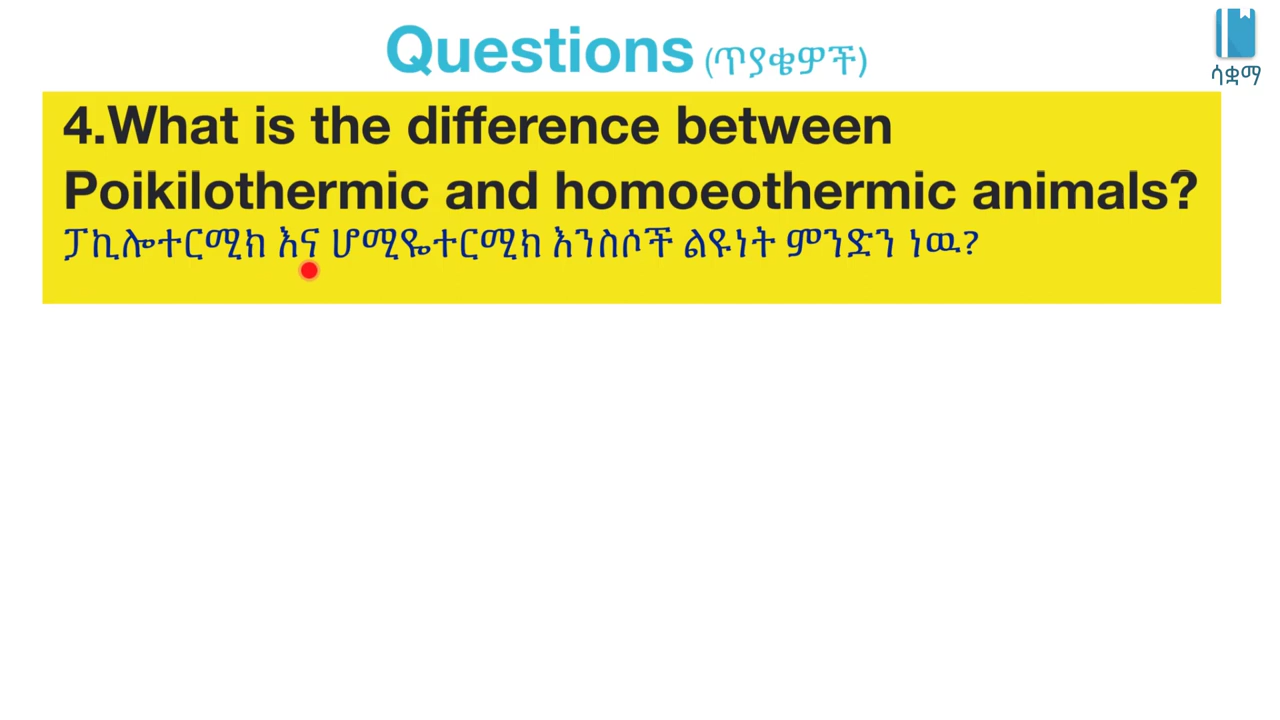 Questions (ጥያቄዎች)
ሳቋማ
4.What is the difference between
Poikilothermic and homoeothermic animals?
ፓኪሎተርሚክ እና ሆሚዬተርሚክ እንስሶች ልዩነት ምንድን ነዉ?